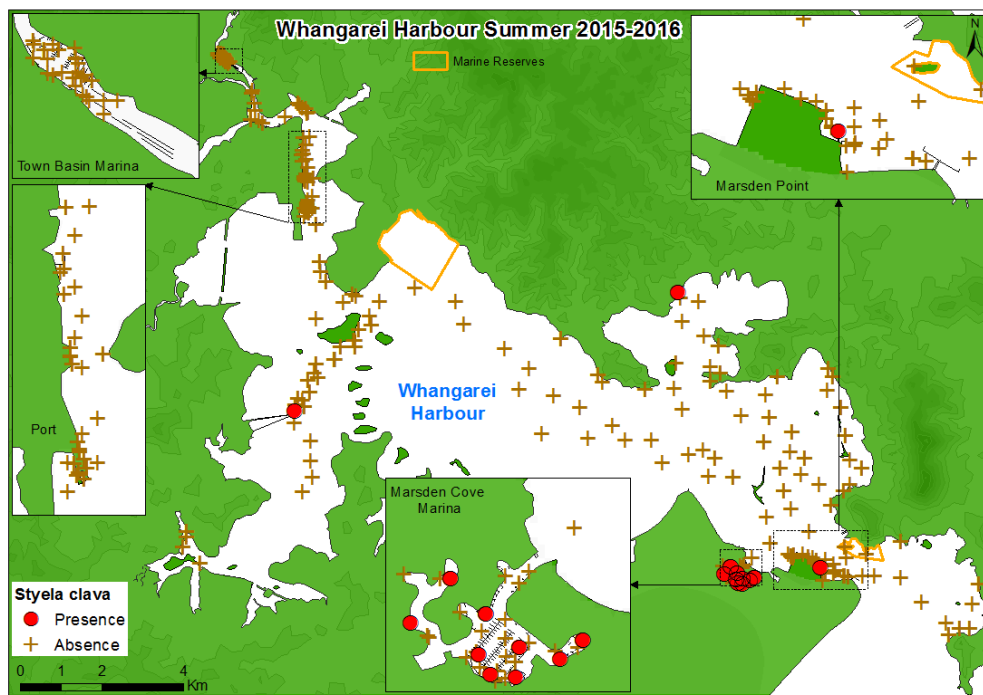 Whangarei Harbour Summer 2015-2016
Marine Reserves
N
Town Basin Marina
Marsden Point
Port
Whangarei
Harbour
Marsden Cove
Marina
Styela clava
Presence
Absence
0 1 2 4
Km